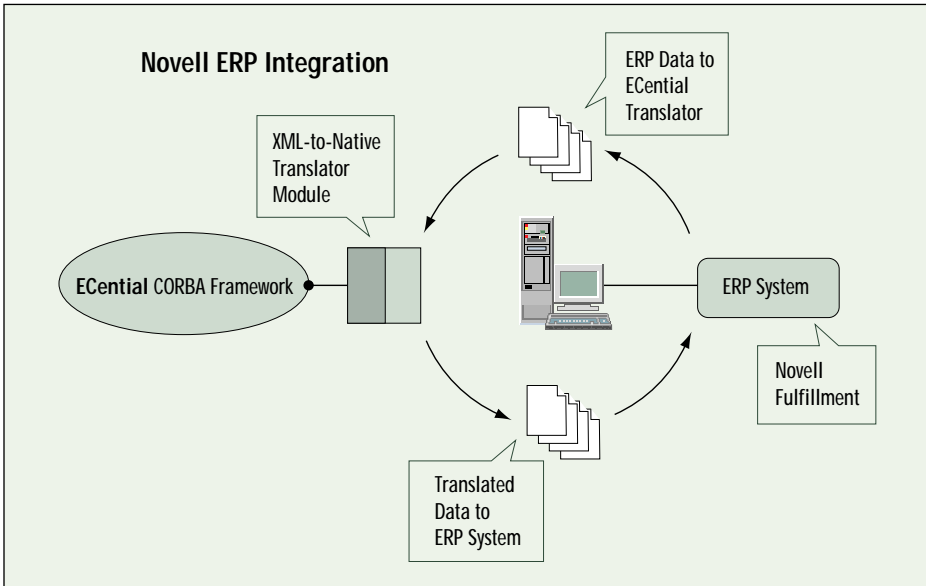 Novell ERP Integration
ERP Data to
ECential
Translator
XML-to-Native
Translator
Module
ECential CORBA Framework
ERP System
Novell
Fulfillment
Translated
Data to
ERP System